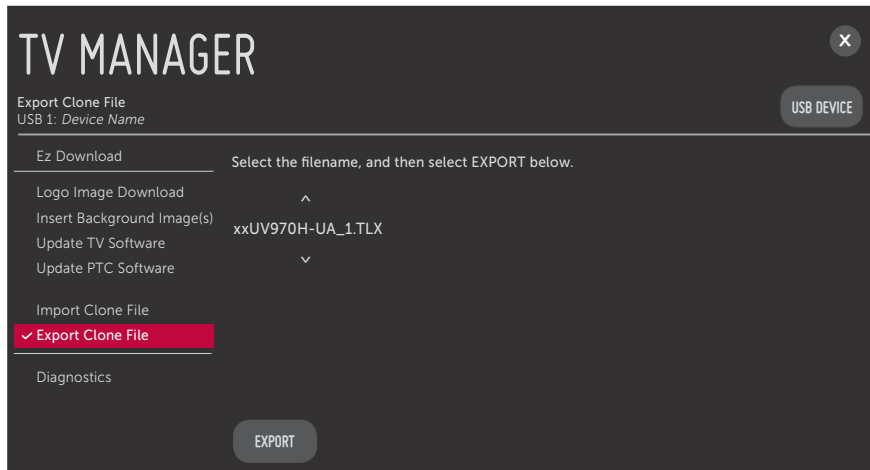 TV MANAGER
X
Export Clone File
USB 1: Device Name
USB DEVICE
Ez Download
Logo Image Download
Insert Background Image(s)
Update TV Software
Update PTC Software
Import Clone File
✓ Export Clone File
Diagnostics
Select the filename, and then select EXPORT below.
xxUV970H-UA_1.TLX
EXPORT